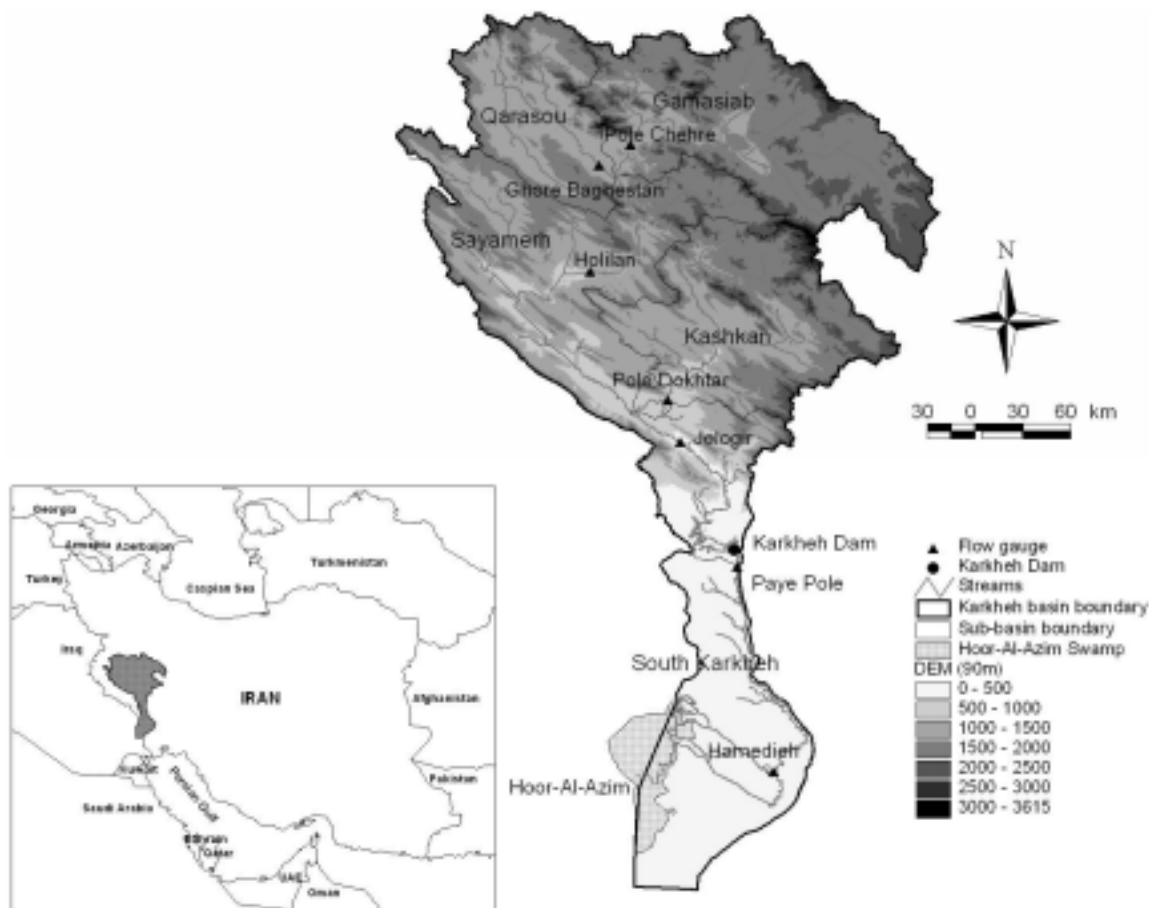 Gamasiab
Qarasou
Pole Chehre
Ghore Baghestan
Sayamerh
Holilan
N
Kashkan
Pole Dokhtar
30 0 30 60 km
Jologir
Georgia
Armenia
Azerbaijan
Turkey
Caspian Sea
Turkmenistan
Iraq
IRAN
Afghanistan
Kuwait
Persian Gulf
Pakistan
Saudi Arabia
Bahrain
Qatar
UAE
Oman
Karkheh Dam
Paye Pole
South Karkheh
Hamedieh
Hoor-Al-Azim
Flow gauge
Karkheh Dam
Streams
Karkheh basin boundary
Sub-basin boundary
Hoor-Al-Azim Swamp
DEM (90m)
0 - 500
500 - 1000
1000 - 1500
1500 - 2000
2000 - 2500
2500 - 3000
3000 - 3615